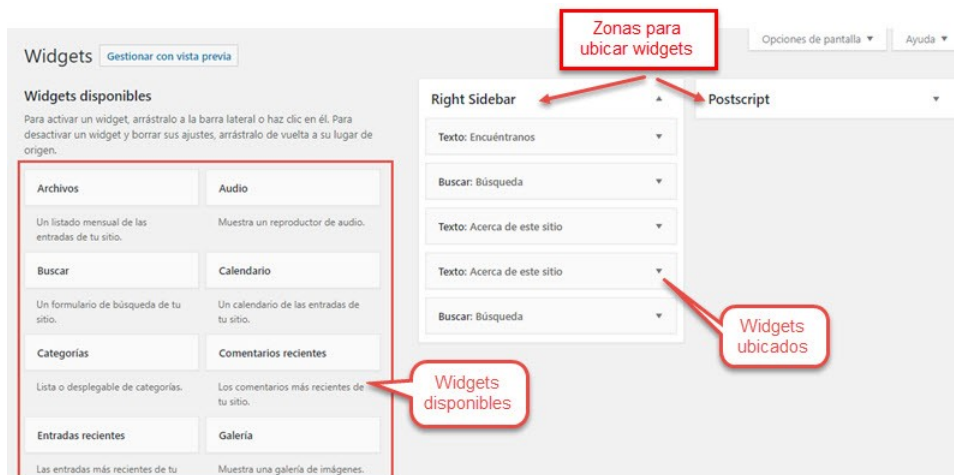 Zonas para
ubicar widgets
Opciones de pantalla
Ayuda
Widgets
Gestionar con vista previa
Widgets disponibles
Para activar un widget, arrástralo a la barra lateral o haz clic en él. Para
desactivar un widget y borrar sus ajustes, arrástralo de vuelta a su lugar de
origen.
Archivos
Audio
Un listado mensual de las
entradas de tu sitio.
Muestra un reproductor de audio.
Buscar
Calendario
Un formulario de búsqueda de tu
sitio.
Un calendario de las entradas de
tu sitio.
Categorías
Comentarios recientes
Lista o desplegable de categorías.
Los comentarios más recientes de
tu sitio.
Entradas recientes
Galería
Las entradas más recientes de tu
Muestra una galería de imágenes.
Right Sidebar
Texto: Encuéntranos
Buscar: Búsqueda
Texto: Acerca de este sitio
Texto: Acerca de este sitio
Buscar: Búsqueda
Postscript
Widgets
ubicados
Widgets
disponibles